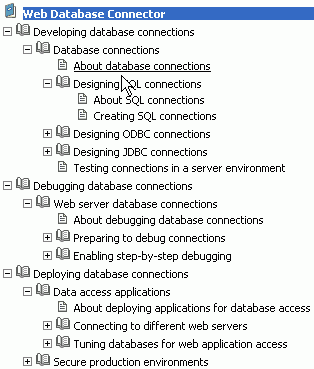 Web Database Connector
Developing database connections
Database connections
About database connections
Designing SQL connections
About SQL connections
Creating SQL connections
Designing ODBC connections
Designing JDBC connections
Testing connections in a server environment
Debugging database connections
Web server database connections
About debugging database connections
Preparing to debug connections
Enabling step-by-step debugging
Deploying database connections
Data access applications
About deploying applications for database access
Connecting to different web servers
Tuning databases for web application access
Secure production environments